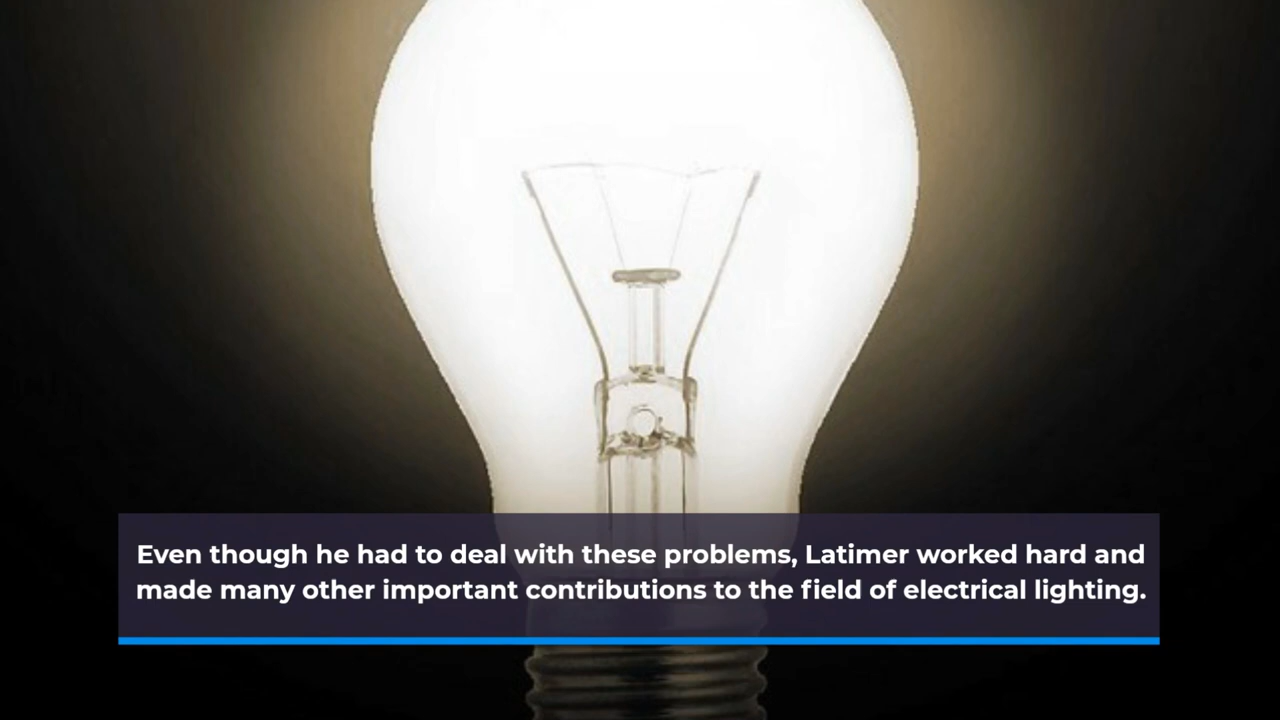 Even though he had to deal with these problems, Latimer worked hard and
made many other important contributions to the field of electrical lighting.